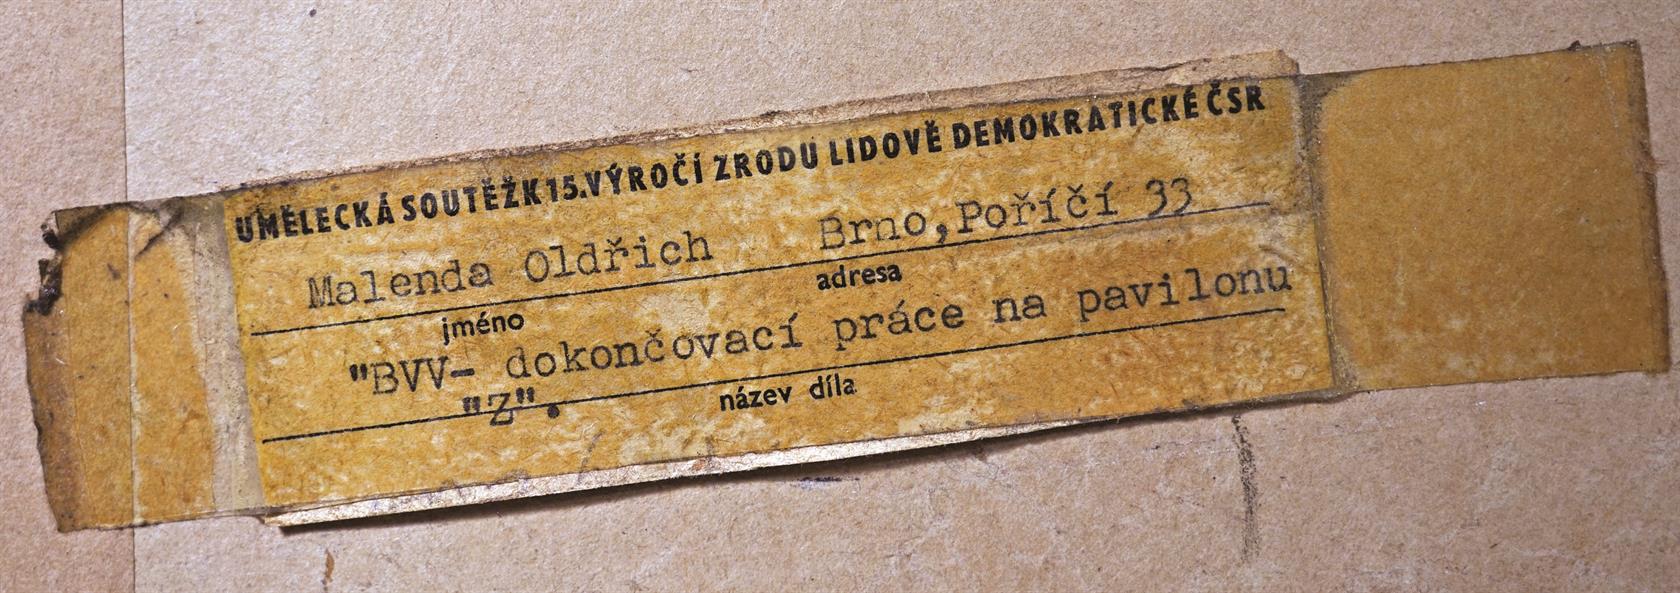 UMĚLECKÁ SOUTĚŽ K 15. VÝROČÍ ZRODU LIDOVĚ DEMOKRATICKÉ ČSR
Malenda Oldřich Brno, Poříčí 33
jméno adresa
"BVV- dokončovací práce na pavilonu
"Z".
název díla